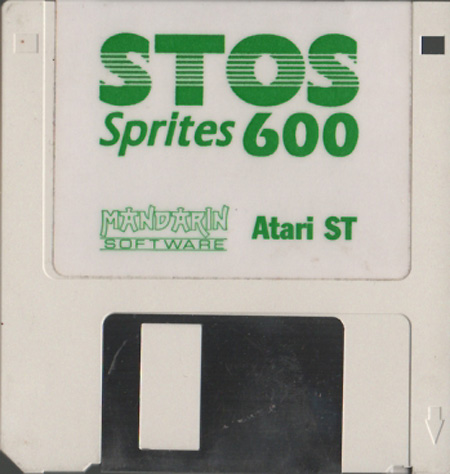 STOS
Sprites 600
MANDARIN
SOFTWARE
Atari ST